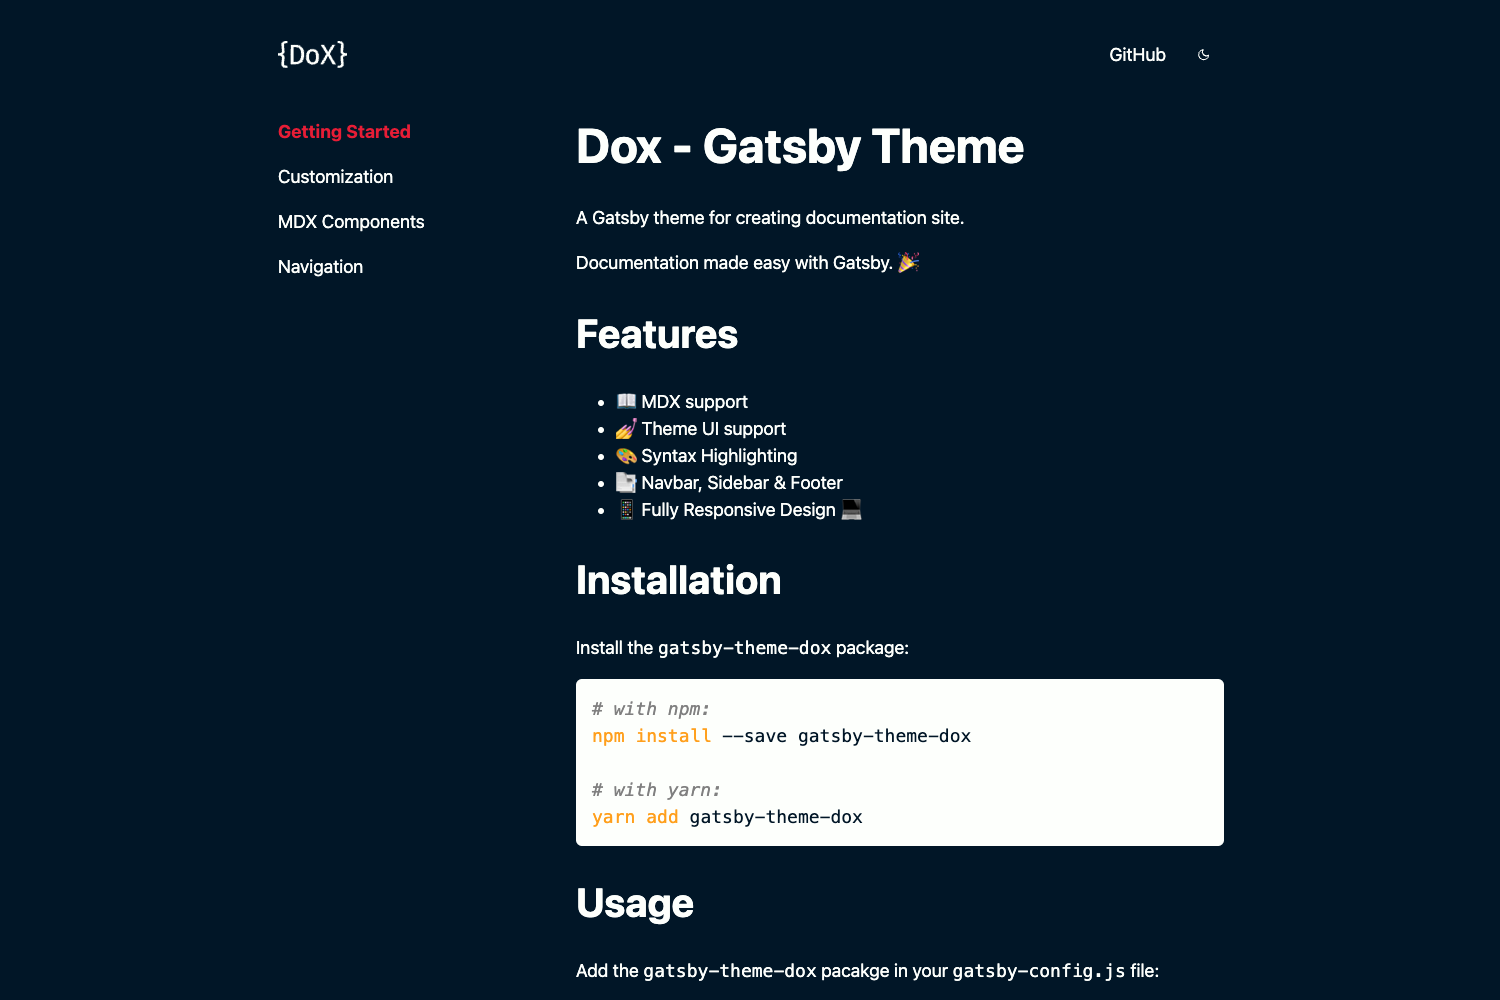 {DoX}
GitHub
Getting Started
Customization
MDX Components
Navigation
Dox - Gatsby Theme
A Gatsby theme for creating documentation site.
Documentation made easy with Gatsby. 🎉
Features
• 📖 MDX support
• 💅 Theme UI support
• 🎨 Syntax Highlighting
• 📑 Navbar, Sidebar & Footer
• 📱 Fully Responsive Design 💻
Installation
Install the gatsby-theme-dox package:
# with npm:
npm install --save gatsby-theme-dox
# with yarn:
yarn add gatsby-theme-dox
Usage
Add the gatsby-theme-dox pacakge in your gatsby-config.js file: